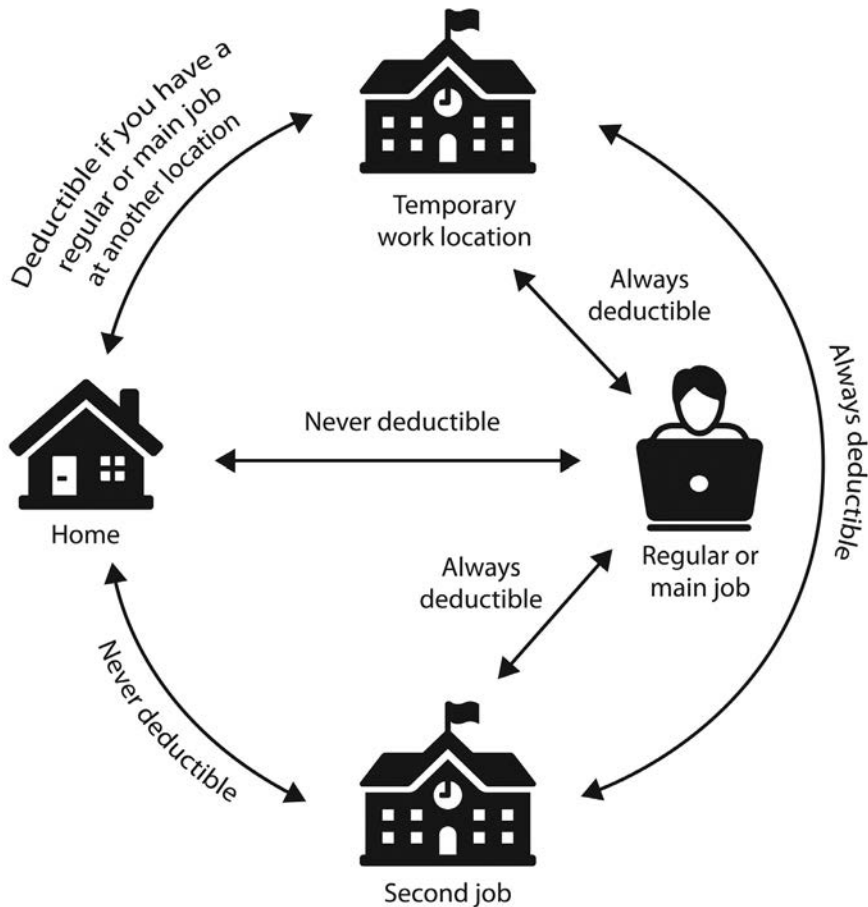 Deductible if you have a
regular or main job
at another location
Temporary
work location
Always
deductible
Always deductible
Never deductible
Home
Regular or
main job
Always
deductible
Never deductible
Second job